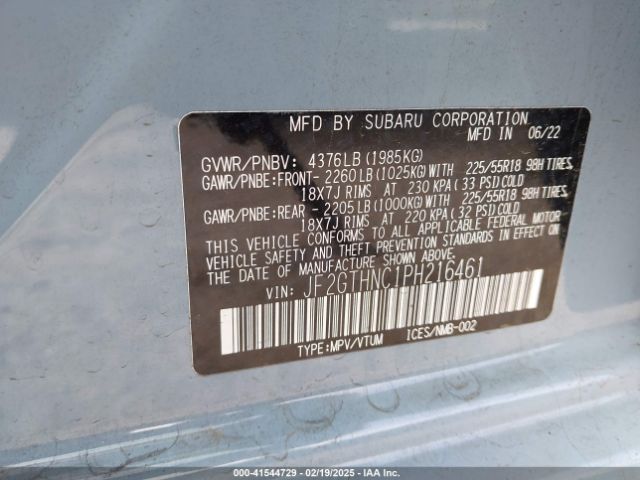 MFD BY SUBARU CORPORATION
MFD IN 06/22
GVWR/PNBV: 4376LB(1985KG)
GAWR/PNBE:FRONT- 2260LB(1025KG)WITH 225/55R18 98H TIRES,
18X7J RIMS AT 230 KPA(33 PSI)COLD
GAWR/PNBE:REAR - 2205LB(1000KG)WITH 225/55R18 98H TIRES,
18X7J RIMS AT 220 KPA(32 PSI)COLD
THIS VEHICLE CONFORMS TO ALL APPLICABLE FEDERAL MOTOR
VEHICLE SAFETY AND THEFT PREVENTION STANDARDS IN EFFECT ON
THE DATE OF MANUFACTURE SHOWN ABOVE.
VIN: JF2GTHNC1PH216461
TYPE:MPV/VTUM ICES/NMB-002
000-41544729 - 02/19/2025 - IAA, Inc.